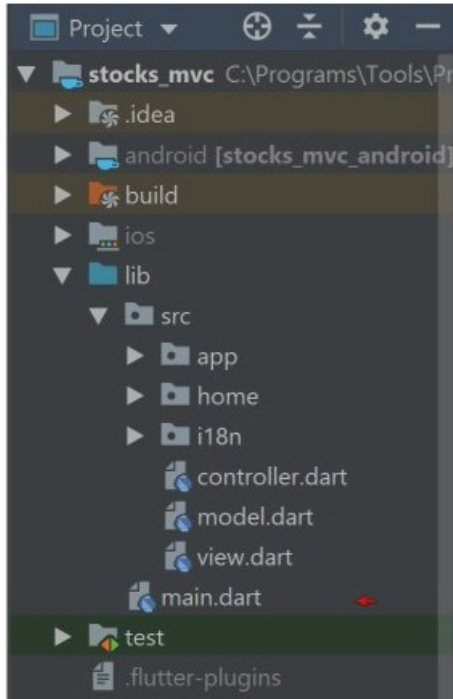 Project
stocks_mvc C:\Programs\Tools\Pr
.idea
android [stocks_mvc_android]
build
ios
lib
src
app
home
i18n
controller.dart
model.dart
view.dart
main.dart
test
.flutter-plugins